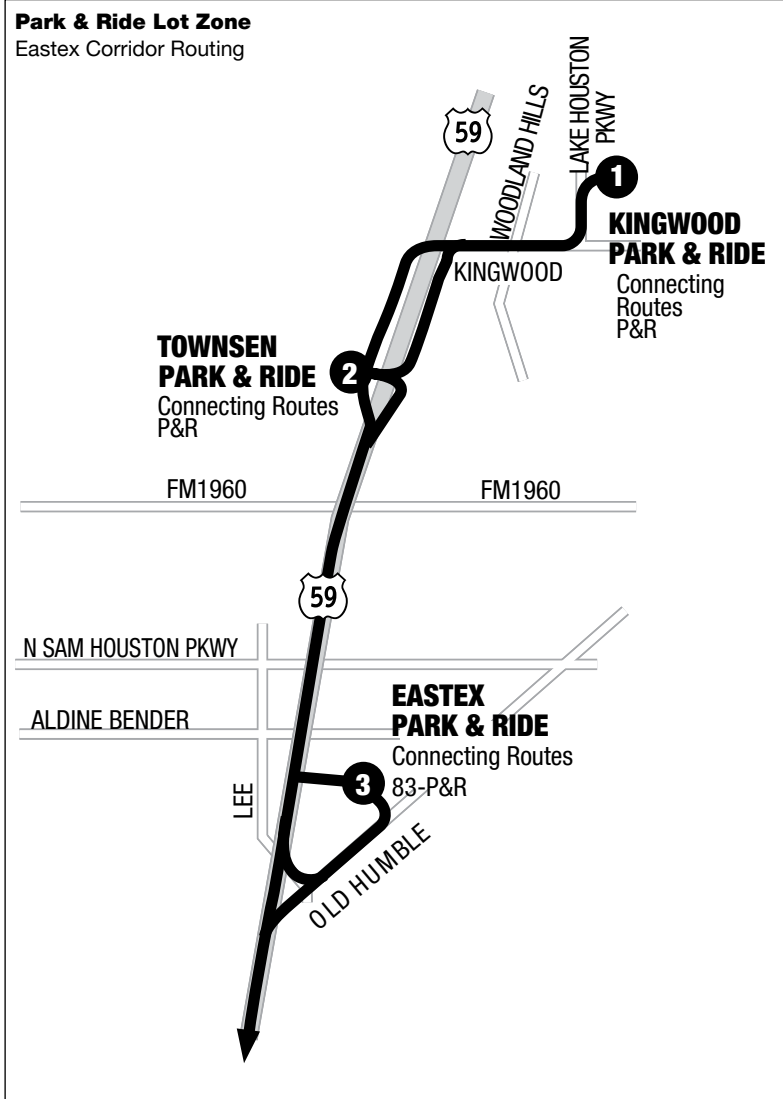 Park & Ride Lot Zone
Eastex Corridor Routing
59
WOODLAND HILLS
LAKE HOUSTON
PKWY
1
KINGWOOD
PARK & RIDE
Connecting
Routes
P&R
KINGWOOD
TOWNSEN
PARK & RIDE
2
Connecting Routes
P&R
FM1960
FM1960
59
N SAM HOUSTON PKWY
ALDINE BENDER
EASTEX
PARK & RIDE
Connecting Routes
83-P&R
3
LEE
OLD HUMBLE